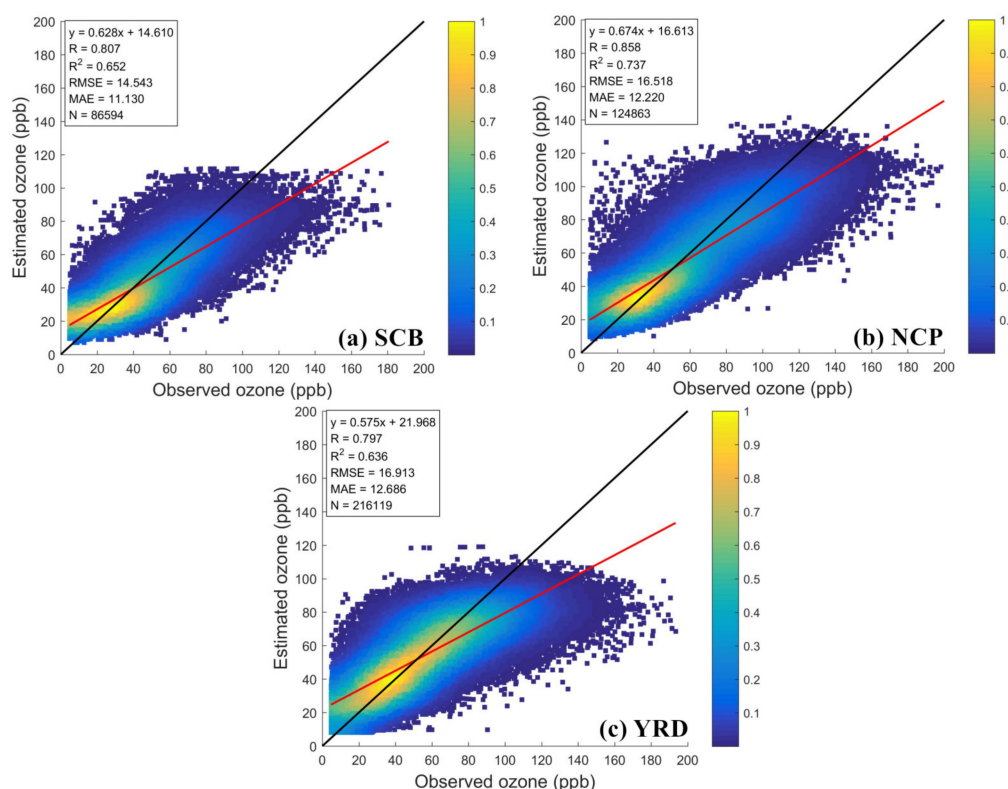 y = 0.628x + 14.610
R = 0.807
R² = 0.652
RMSE = 14.543
MAE = 11.130
N = 86594
200
180
160
140
120
100
80
60
40
20
0
Estimated ozone (ppb)
0 20 40 60 80 100 120 140 160 180 200
Observed ozone (ppb)
(a) SCB
1
0.9
0.8
0.7
0.6
0.5
0.4
0.3
0.2
0.1
y = 0.674x + 16.613
R = 0.858
R² = 0.737
RMSE = 16.518
MAE = 12.220
N = 124863
200
180
160
140
120
100
80
60
40
20
0
Estimated ozone (ppb)
0 20 40 60 80 100 120 140 160 180 200
Observed ozone (ppb)
(b) NCP
1
0.
0.
0.
0.
0.
0.
0.
0.
0.
y = 0.575x + 21.968
R = 0.797
R² = 0.636
RMSE = 16.913
MAE = 12.686
N = 216119
200
180
160
140
120
100
80
60
40
20
0
Estimated ozone (ppb)
0 20 40 60 80 100 120 140 160 180 200
Observed ozone (ppb)
(c) YRD
1
0.9
0.8
0.7
0.6
0.5
0.4
0.3
0.2
0.1